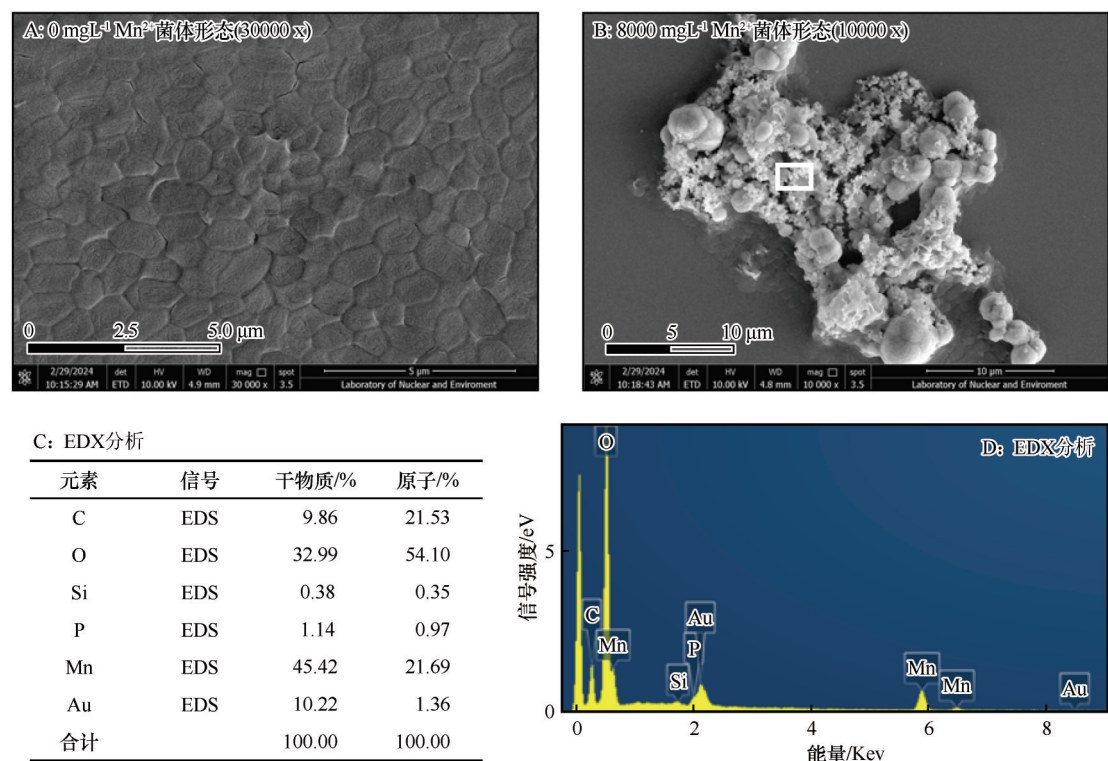 A: 0 mgL⁻¹ Mn²⁺菌体形态(30000 x)
0 2.5 5.0 μm
2/29/2024 det HV WD mag spot 5 μm
10:15:29 AM ETD 10.00 kV 4.9 mm 30 000 x 3.5 Laboratory of Nuclear and Enviroment
B: 8000 mgL⁻¹ Mn²⁺菌体形态(10000 x)
0 5 10 μm
2/29/2024 det HV WD mag spot 10 μm
10:18:43 AM ETD 10.00 kV 4.8 mm 10 000 x 3.5 Laboratory of Nuclear and Enviroment
C: EDX分析
元素 信号 干物质/% 原子/%
C EDS 9.86 21.53
O EDS 32.99 54.10
Si EDS 0.38 0.35
P EDS 1.14 0.97
Mn EDS 45.42 21.69
Au EDS 10.22 1.36
合计 100.00 100.00
D: EDX分析
O
信号强度/eV
5
C
Mn
Au
P
Si
Mn
Mn
Au
0
0 2 4 6 8
能量/Kev